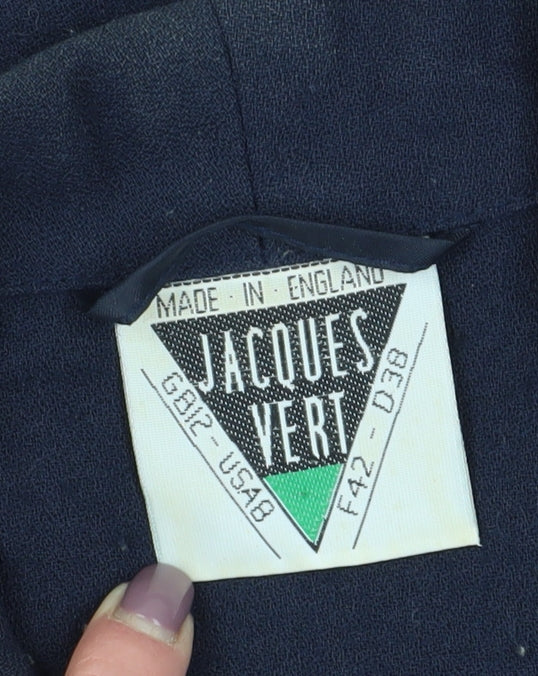 MADE · IN · ENGLAND
JACQUES
VERT
GB12-USA8
F42 - D38